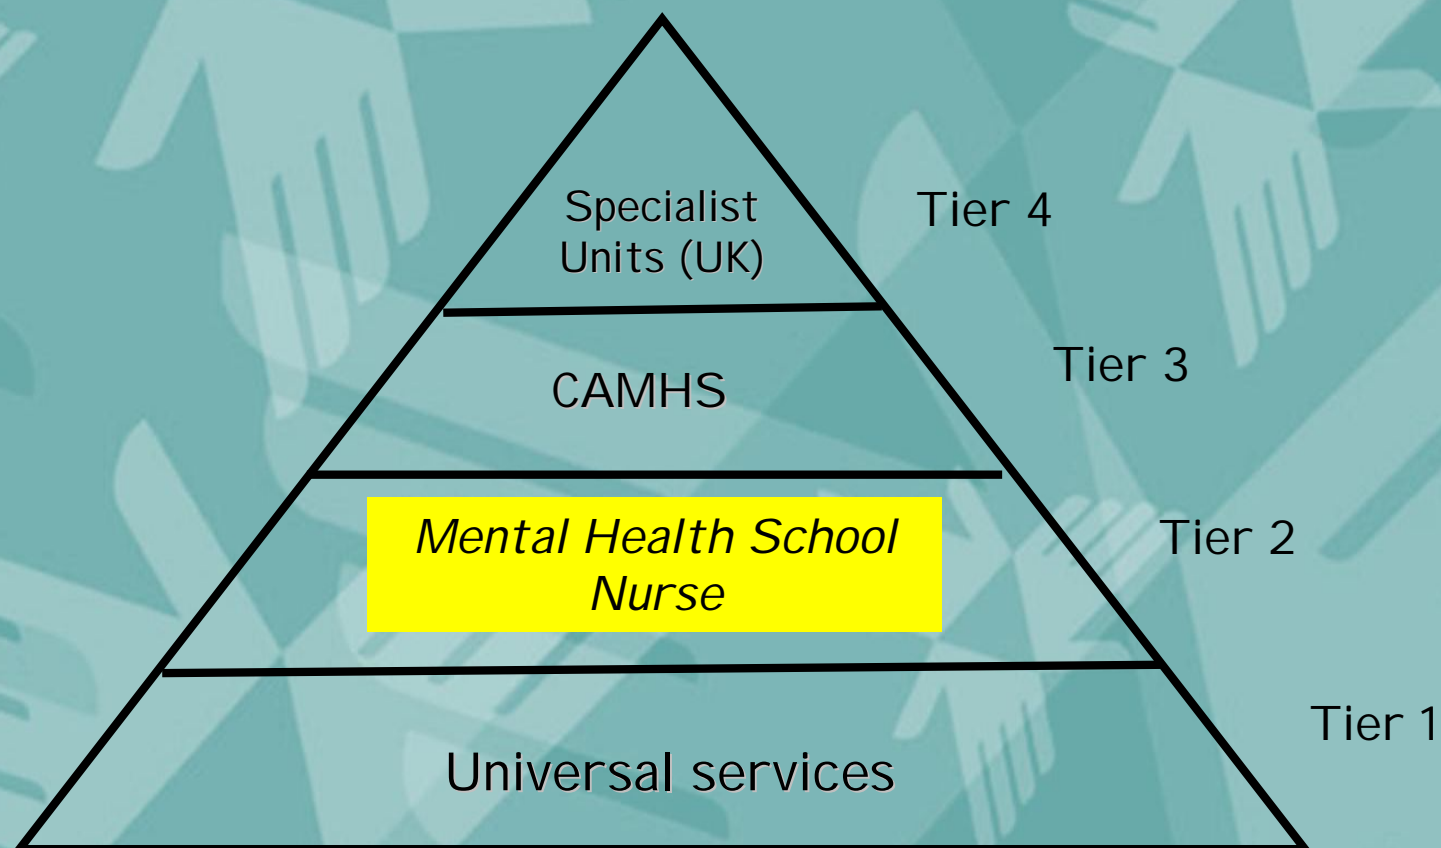 Specialist
Units (UK)
Tier 4
CAMHS
Tier 3
Mental Health School
Nurse
Tier 2
Universal services
Tier 1